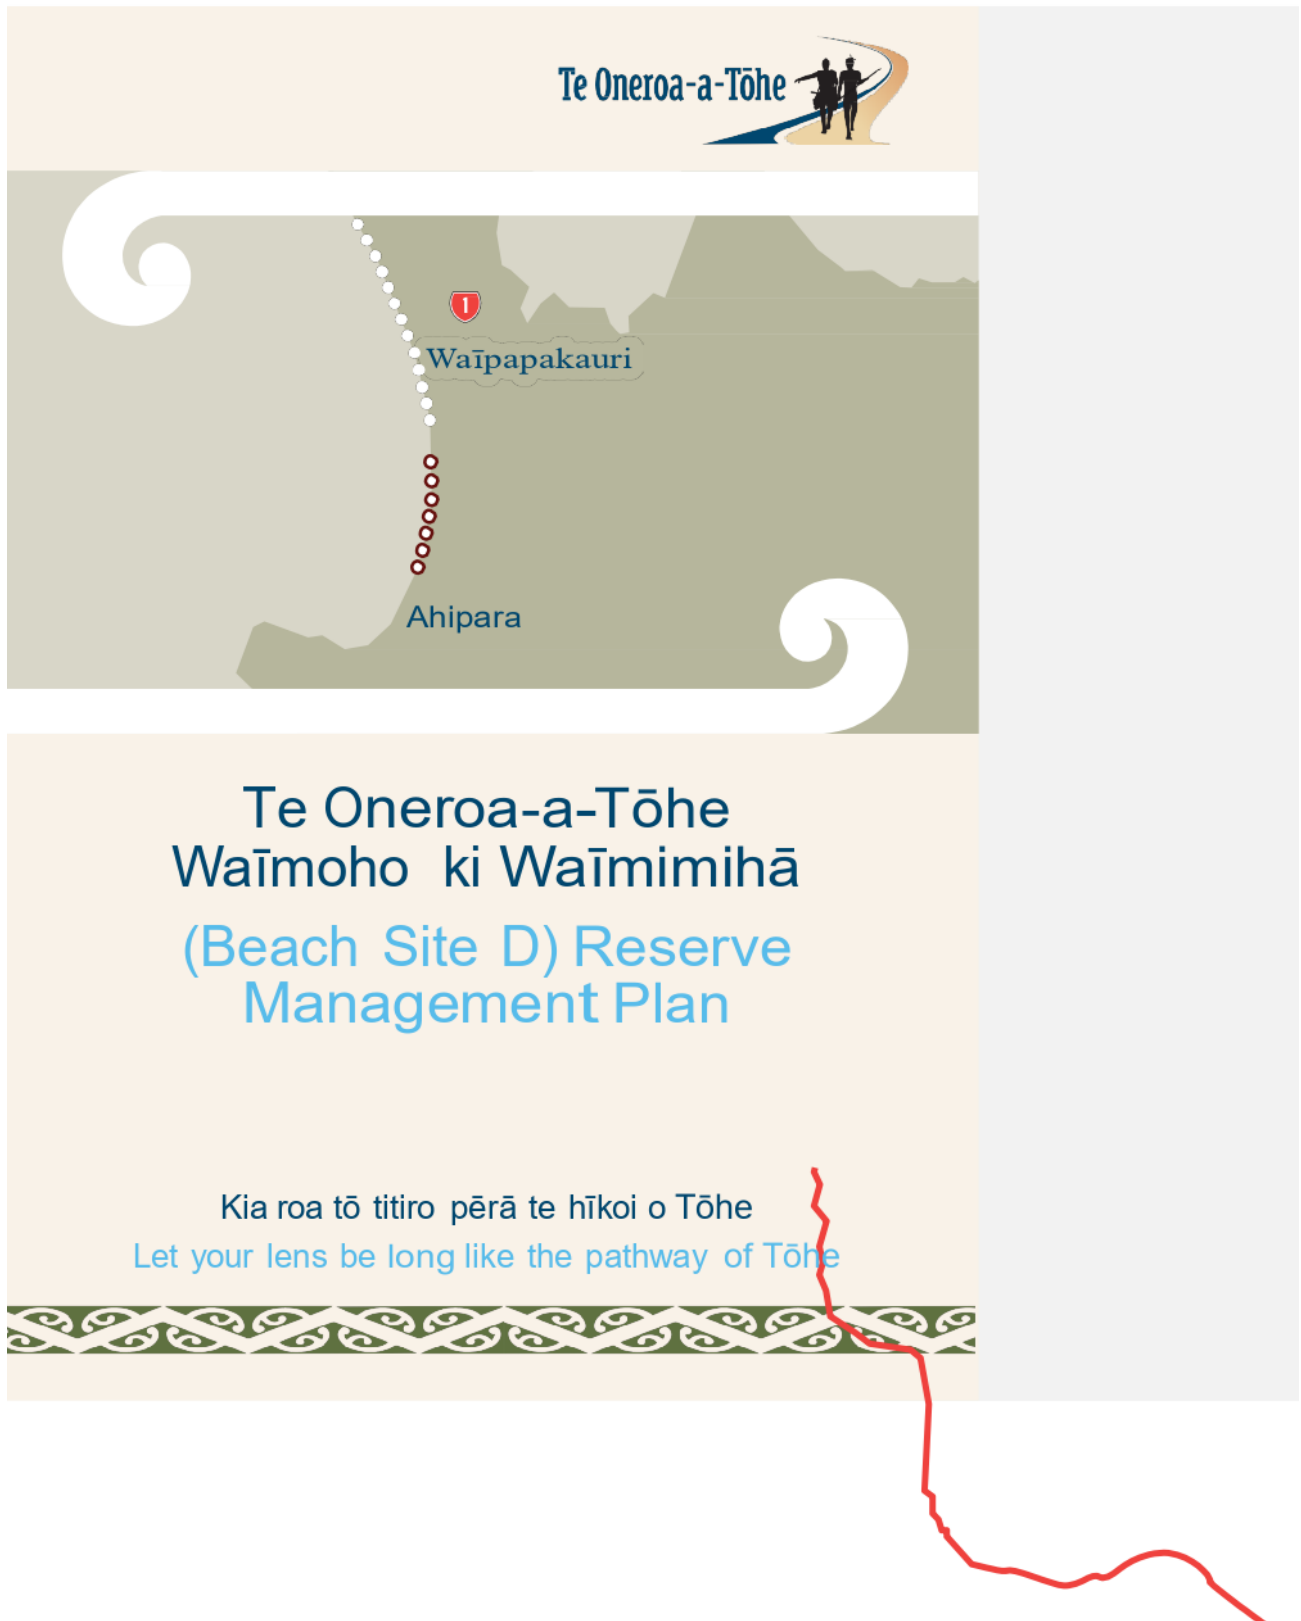 Te Oneroa-a-Tōhe
1
Waīpapakauri
Ahipara
Te Oneroa-a-Tōhe
Waīmoho ki Waīmimihā
(Beach Site D) Reserve
Management Plan
Kia roa tō titiro pērā te hīkoi o Tōhe
Let your lens be long like the pathway of Tōhe